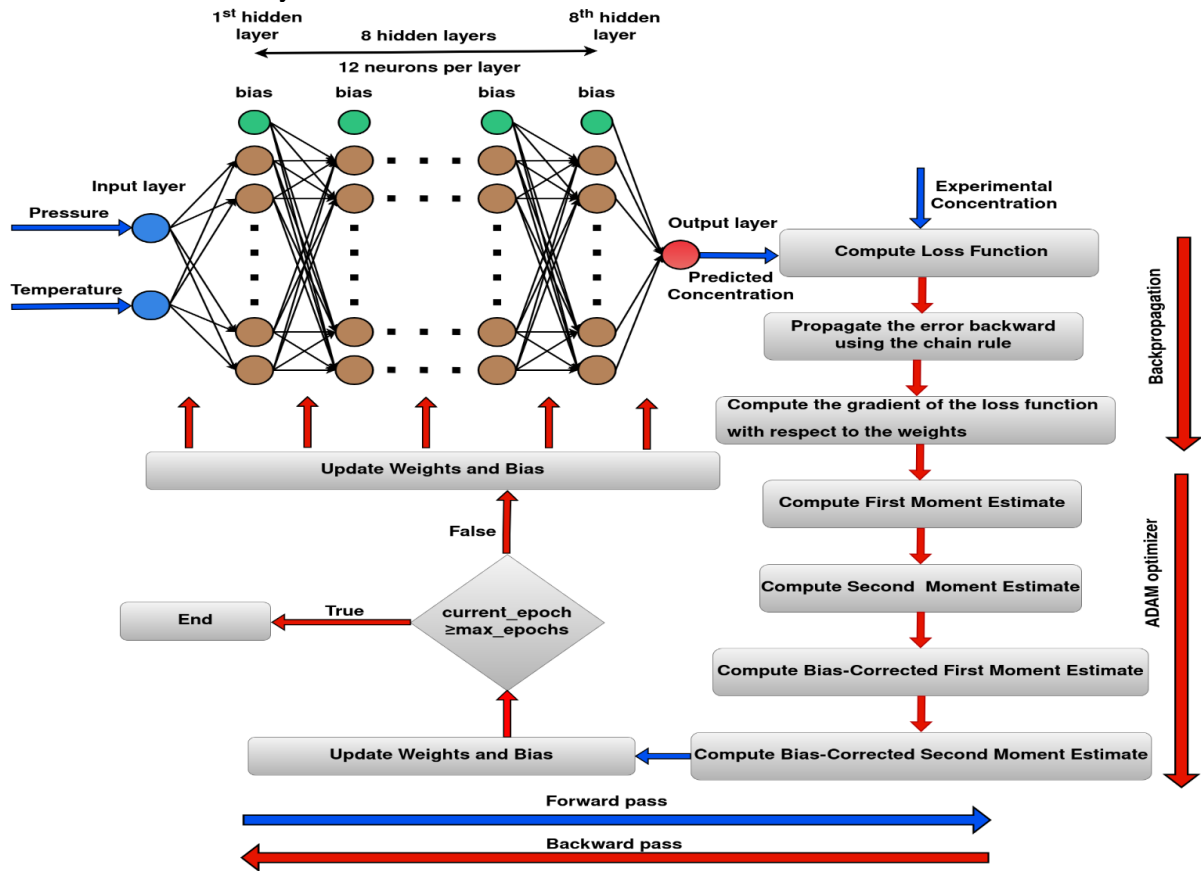 1st hidden
layer
8th hidden
layer
8 hidden layers
12 neurons per layer
bias
bias
bias
bias
Input layer
Pressure
Temperature
Output layer
Predicted
Concentration
Experimental
Concentration
Compute Loss Function
Propagate the error backward
using the chain rule
Compute the gradient of the loss function
with respect to the weights
Backpropagation
Compute First Moment Estimate
Compute Second Moment Estimate
Compute Bias-Corrected First Moment Estimate
Compute Bias-Corrected Second Moment Estimate
ADAM optimizer
Update Weights and Bias
False
current_epoch
≥max_epochs
True
End
Update Weights and Bias
Forward pass
Backward pass